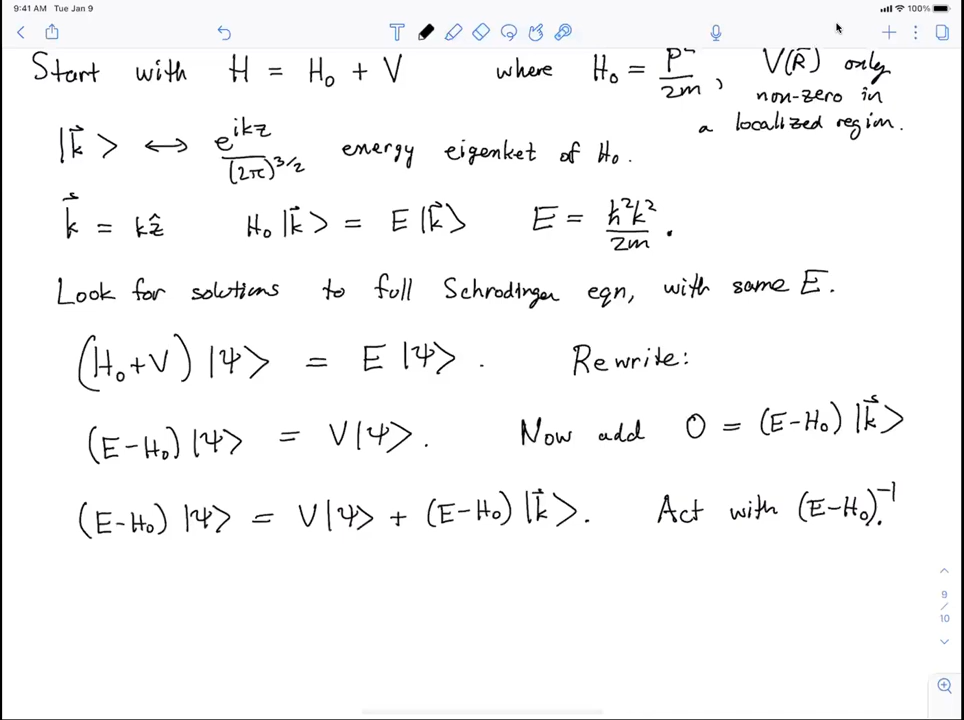 9:41 AM Tue Jan 9 100%
Start with H = H₀ + V where H₀ = P²/2m, V(R⃗) only
non-zero in
a localized region.
|k⃗> ↔ e^{ikz}/(2π)^{3/2} energy eigenket of H₀.
k⃗ = kẑ H₀|k⃗> = E|k⃗> E = ħ²k²/2m.
Look for solutions to full Schrodinger eqn, with same E.
(H₀+V)|Ψ> = E|Ψ>. Rewrite:
(E-H₀)|Ψ> = V|Ψ>. Now add 0 = (E-H₀)|k⃗>
(E-H₀)|Ψ> = V|Ψ> + (E-H₀)|k⃗>. Act with (E-H₀)⁻¹.
9
/
10